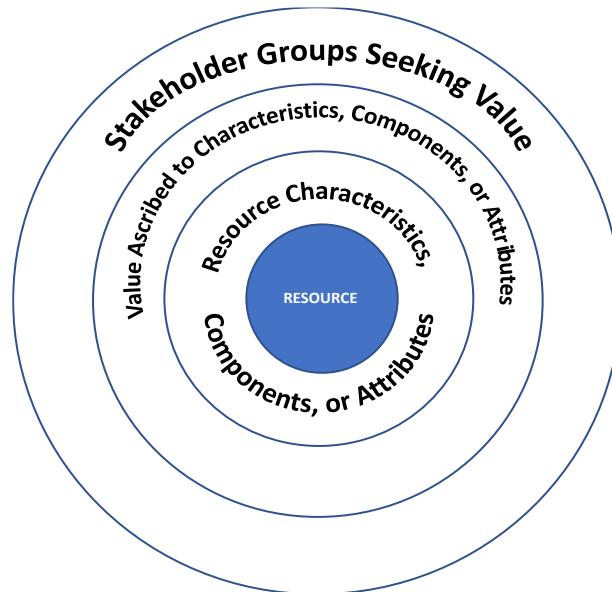 Stakeholder Groups Seeking Value
Value Ascribed to Characteristics, Components, or Attributes
Resource Characteristics,
RESOURCE
Components, or Attributes